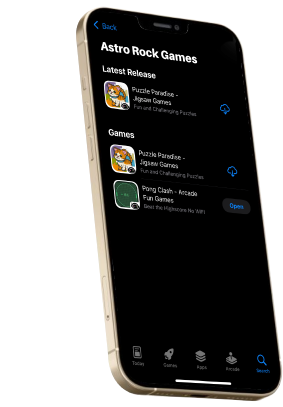 Back
Astro Rock Games
Latest Release
Puzzle Paradise -
Jigsaw Games
Fun and Challenging Puzzles
Games
Puzzle Paradise -
Jigsaw Games
Fun and Challenging Puzzles
Pong Clash - Arcade
Fun Games
Beat the Highscore No WiFi
Open
Today
Games
Apps
Arcade
Search